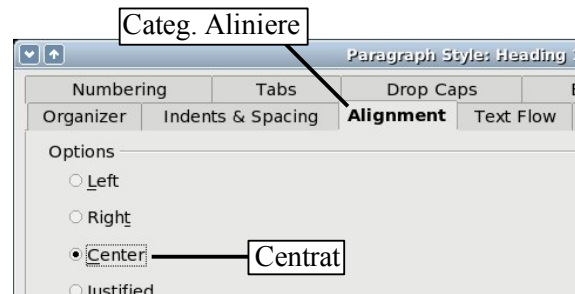 Categ. Aliniere
Paragraph Style: Heading
Numbering Tabs Drop Caps
Organizer Indents & Spacing Alignment Text Flow
Options
Left
Right
Center
Centrat
Justified